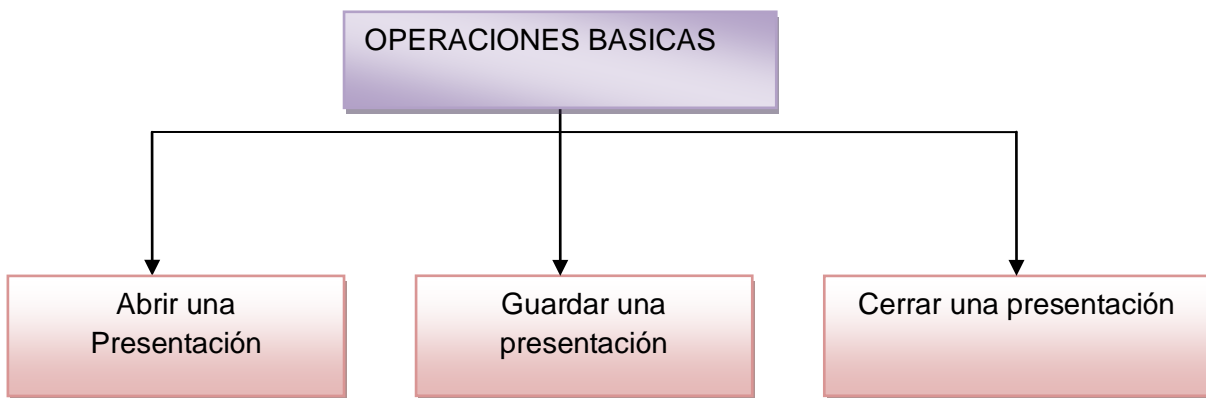 OPERACIONES BASICAS
Abrir una
Presentación
Guardar una
presentación
Cerrar una presentación